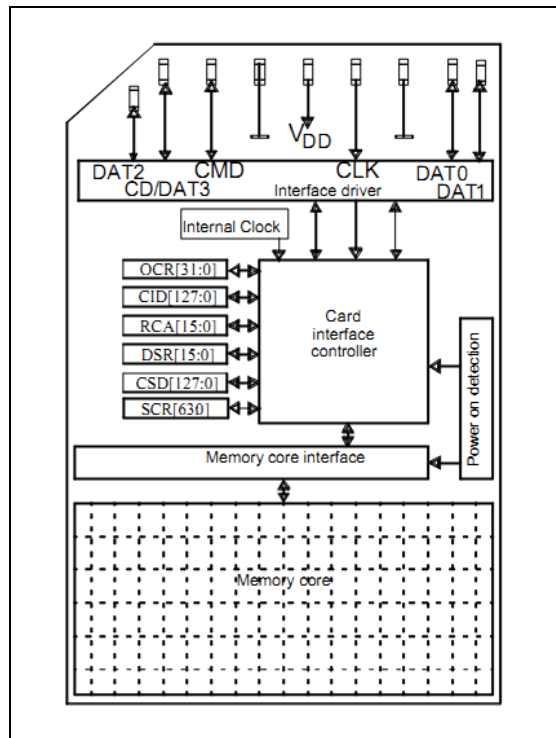 VDD
DAT2
CD/DAT3
CMD
CLK
DAT0
DAT1
Interface driver
Internal Clock
OCR[31:0]
CID[127:0]
RCA[15:0]
DSR[15:0]
CSD[127:0]
SCR[630]
Card
interface
controller
Power on detection
Memory core interface
Memory core